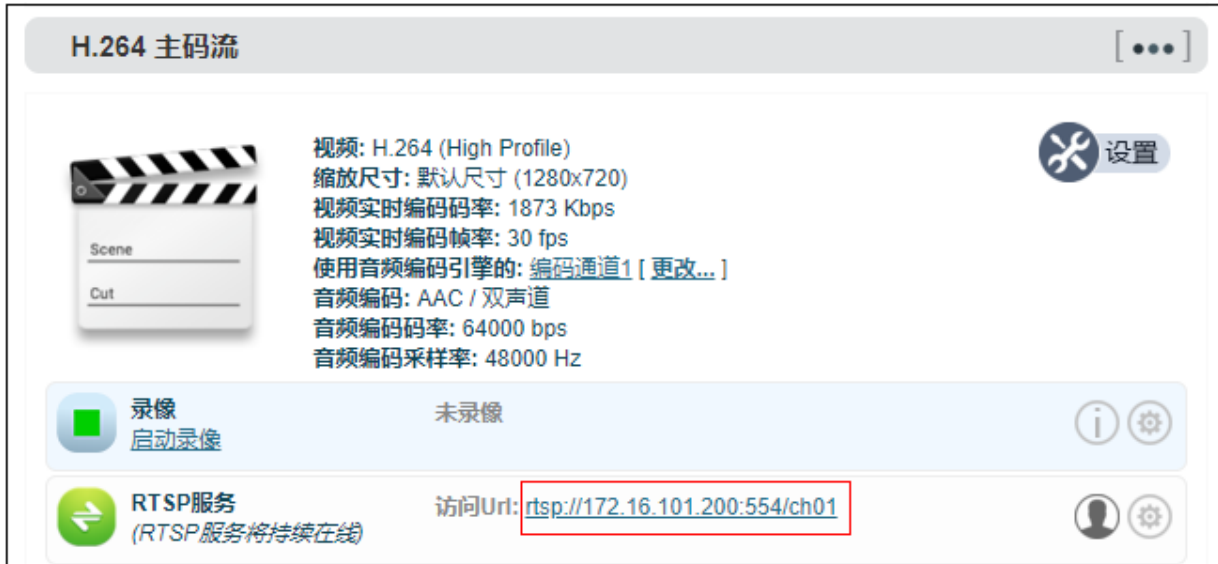 H.264 主码流
[ ••• ]
设置
视频: H.264 (High Profile)
缩放尺寸: 默认尺寸 (1280x720)
视频实时编码码率: 1873 Kbps
视频实时编码帧率: 30 fps
使用音频编码引擎的: 编码通道1 [ 更改... ]
音频编码: AAC / 双声道
音频编码码率: 64000 bps
音频编码采样率: 48000 Hz
Scene
Cut
录像
未录像
启动录像
RTSP服务
访问Url: rtsp://172.16.101.200:554/ch01
(RTSP服务将持续在线)